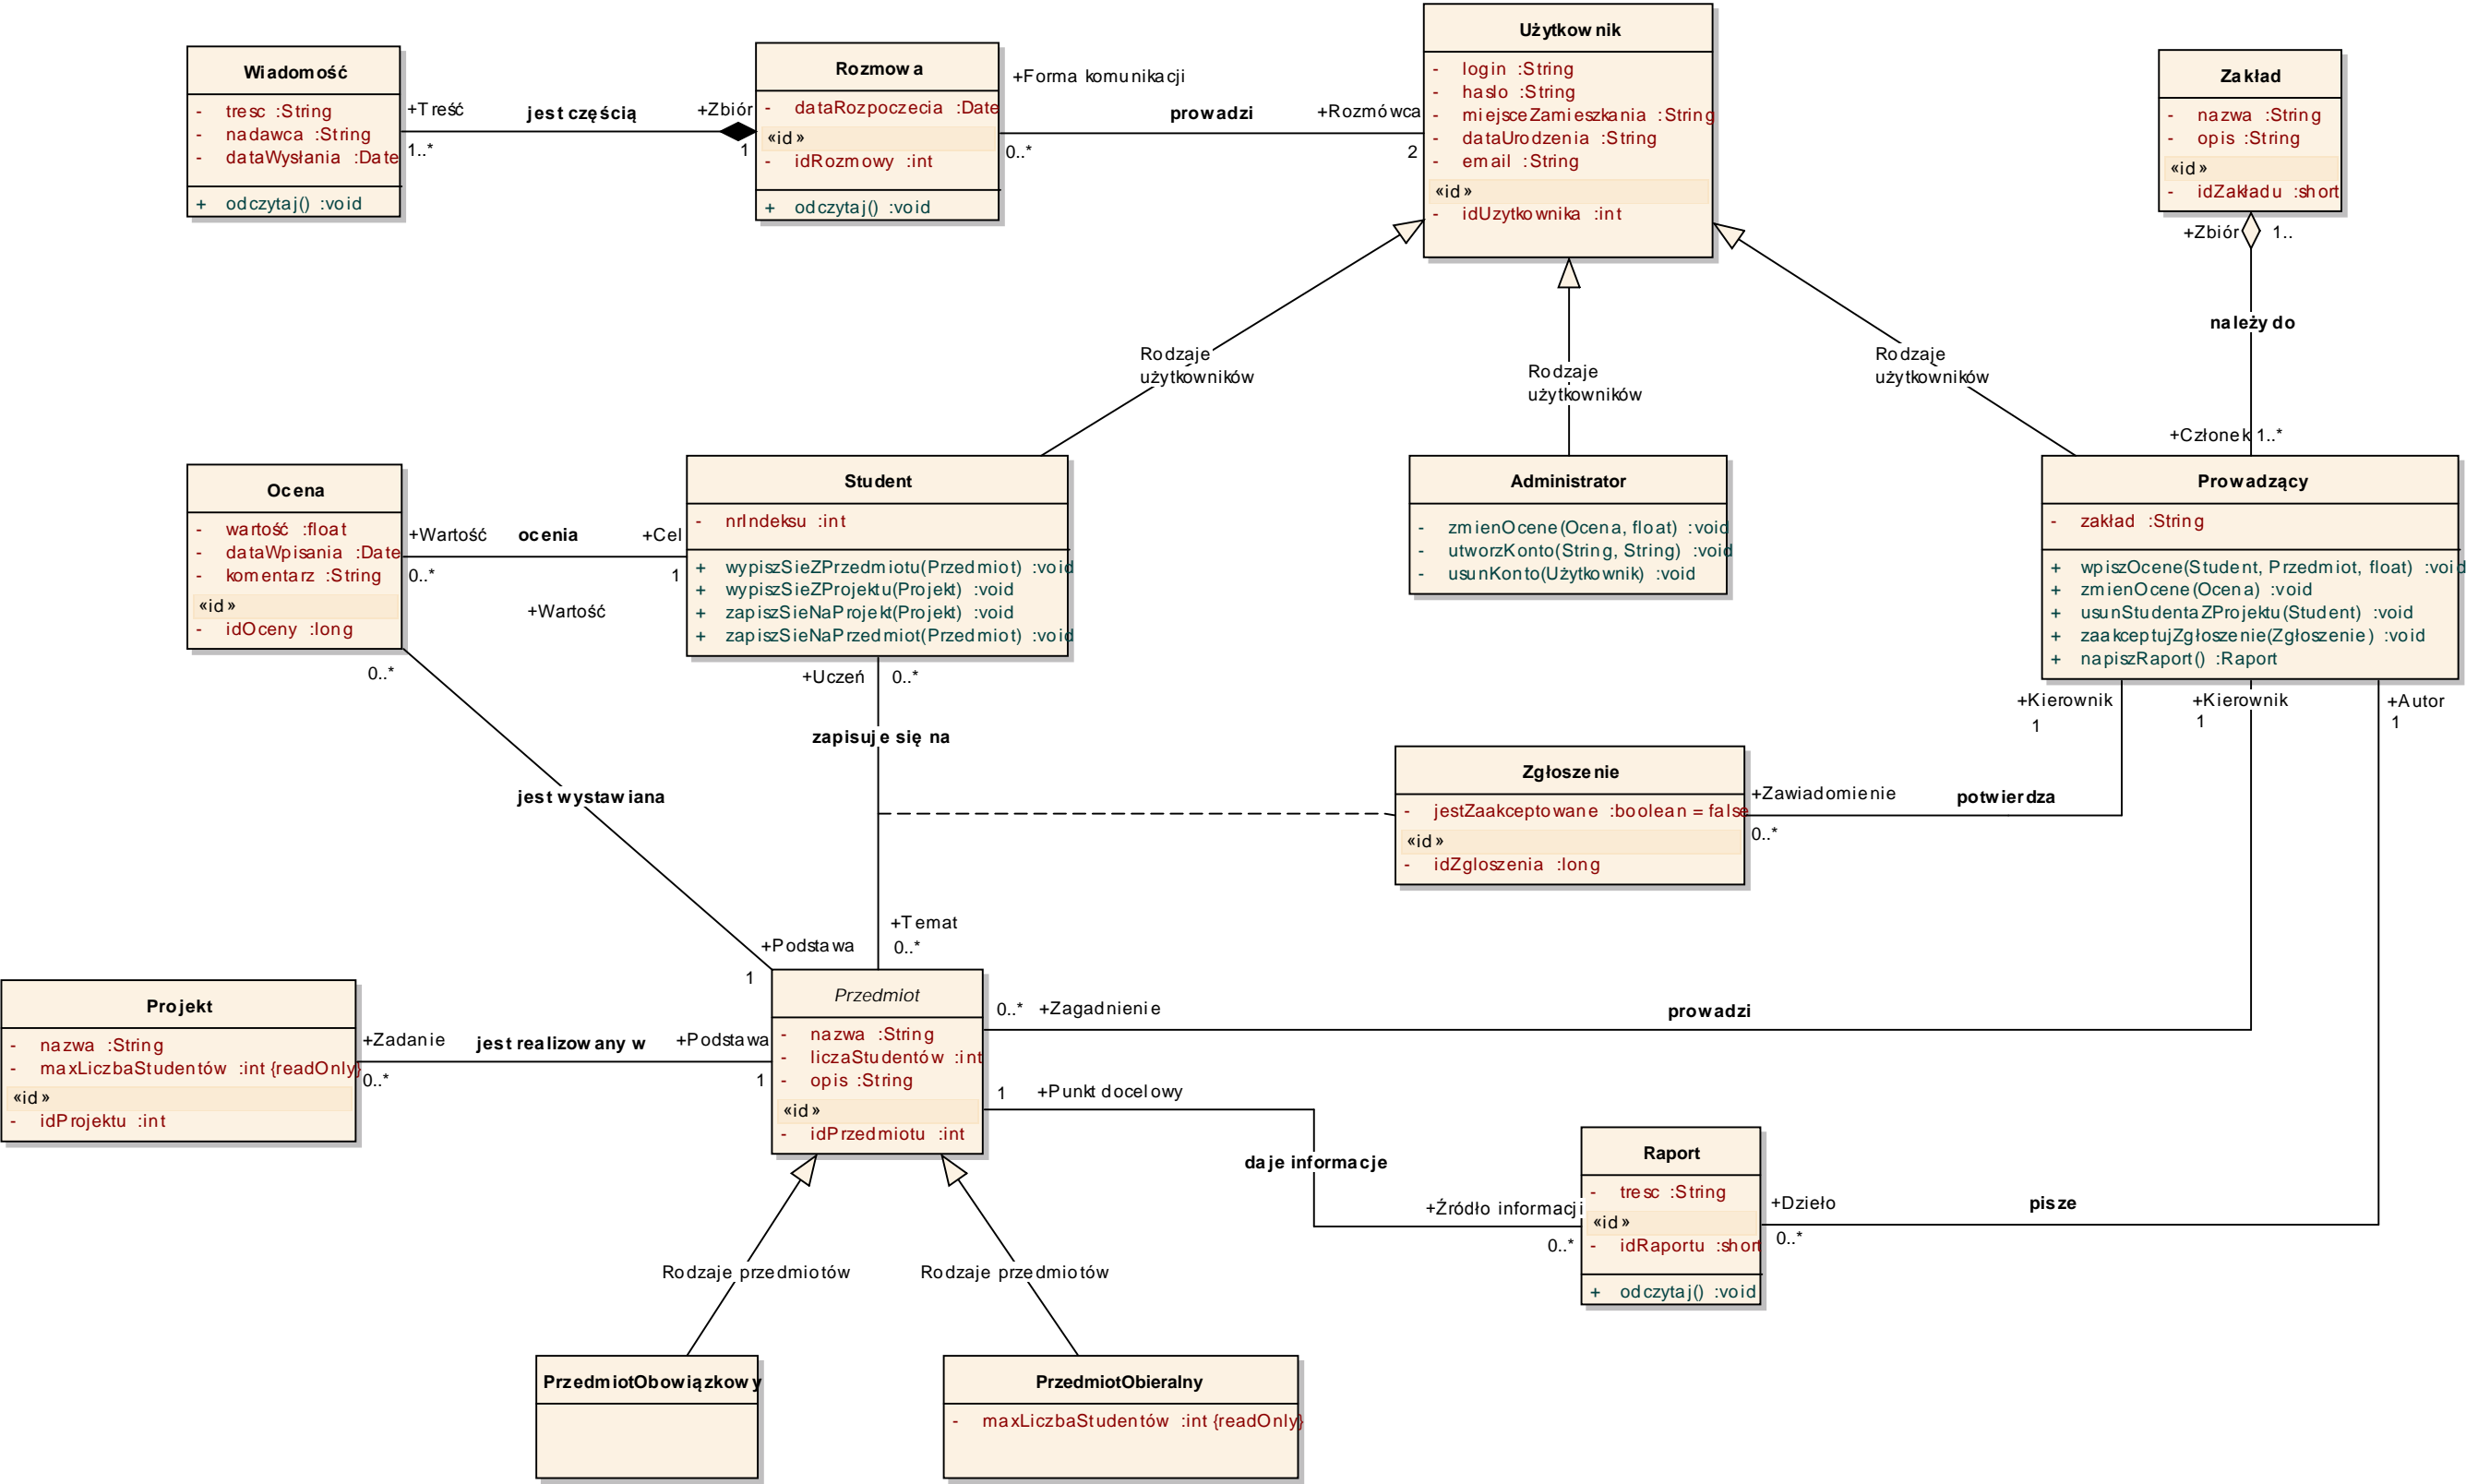 Wiadomość
- tresc :String
- nadawca :String
- dataWysłania :Date
+ odczytaj() :void
+Treść
1..*
jest częścią
+Zbiór
1
Rozmowa
- dataRozpoczecia :Date
«id»
- idRozmowy :int
+ odczytaj() :void
+Forma komunikacji
0..*
prowadzi
+Rozmówca
2
Użytkownik
- login :String
- haslo :String
- miejsceZamieszkania :String
- dataUrodzenia :String
- email :String
«id»
- idUzytkownika :int
Zakład
- nazwa :String
- opis :String
«id»
- idZakładu :short
+Zbiór
1..
należy do
+Członek 1..*
Rodzaje
użytkowników
Rodzaje
użytkowników
Rodzaje
użytkowników
Ocena
- wartość :float
- dataWpisania :Date
- komentarz :String
«id»
- idOceny :long
+Wartość
0..*
ocenia
+Cel
1
+Wartość
0..*
Student
- nrIndeksu :int
+ wypiszSieZPrzedmiotu(Przedmiot) :void
+ wypiszSieZProjektu(Projekt) :void
+ zapiszSieNaProjekt(Projekt) :void
+ zapiszSieNaPrzedmiot(Przedmiot) :void
Administrator
- zmienOcene(Ocena, float) :void
- utworzKonto(String, String) :void
- usunKonto(Użytkownik) :void
Prowadzący
- zakład :String
+ wpiszOcene(Student, Przedmiot, float) :void
+ zmienOcene(Ocena) :void
+ usunStudentaZProjektu(Student) :void
+ zaakceptujZgłoszenie(Zgłoszenie) :void
+ napiszRaport() :Raport
+Uczeń
0..*
zapisuje się na
+Kierownik
1
+Kierownik
1
+Autor
1
jest wystawiana
Zgłoszenie
- jestZaakceptowane :boolean = false
«id»
- idZgloszenia :long
+Zawiadomienie
0..*
potwierdza
+Temat
0..*
+Podstawa
1
Projekt
- nazwa :String
- maxLiczbaStudentów :int {readOnly}
«id»
- idProjektu :int
+Zadanie
0..*
jest realizowany w
+Podstawa
1
Przedmiot
- nazwa :String
- liczaStudentów :int
- opis :String
«id»
- idPrzedmiotu :int
0..* +Zagadnienie
prowadzi
1 +Punkt docelowy
daje informacje
+Źródło informacji
0..*
Raport
- tresc :String
«id»
- idRaportu :short
+ odczytaj() :void
+Dzieło
0..*
pisze
Rodzaje przedmiotów
Rodzaje przedmiotów
PrzedmiotObowiązkowy
PrzedmiotObieralny
- maxLiczbaStudentów :int {readOnly}